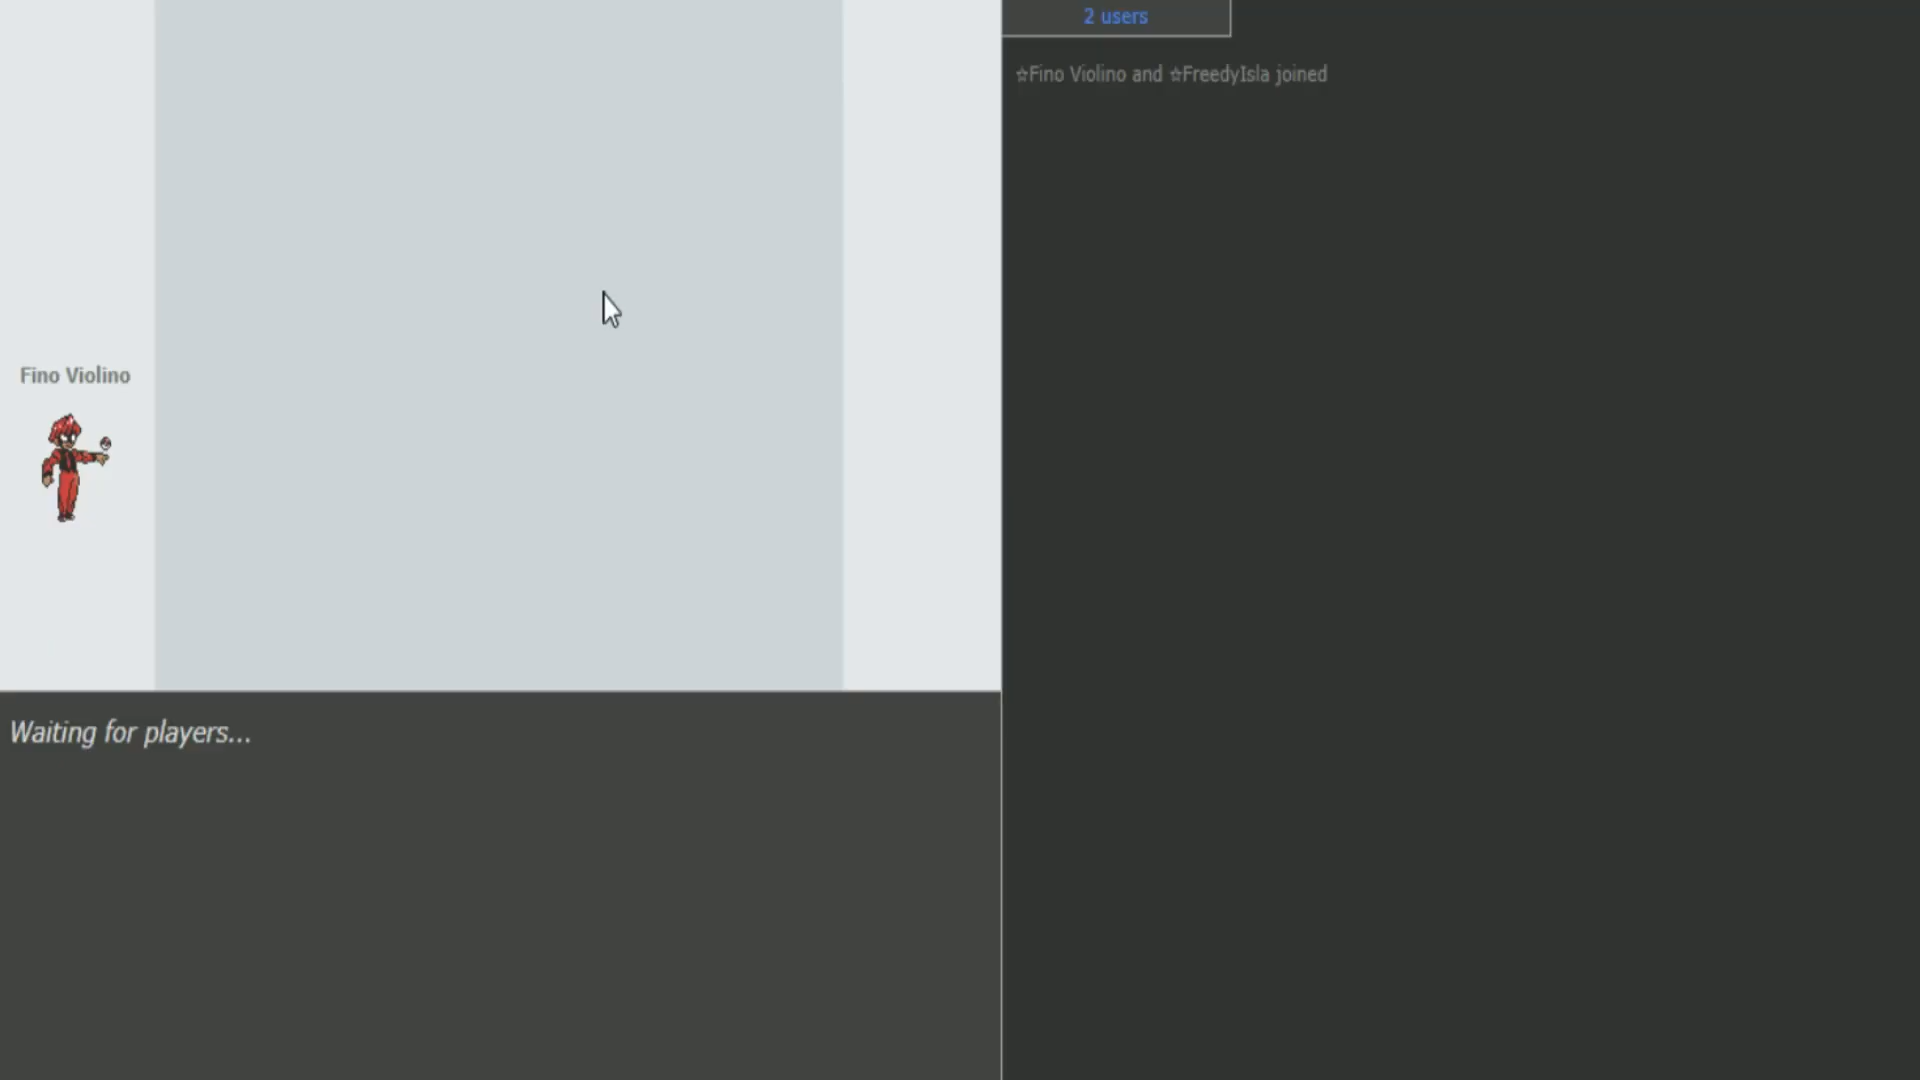 2 users
☆Fino Violino and ☆FreedyIsla joined
Fino Violino
Waiting for players...